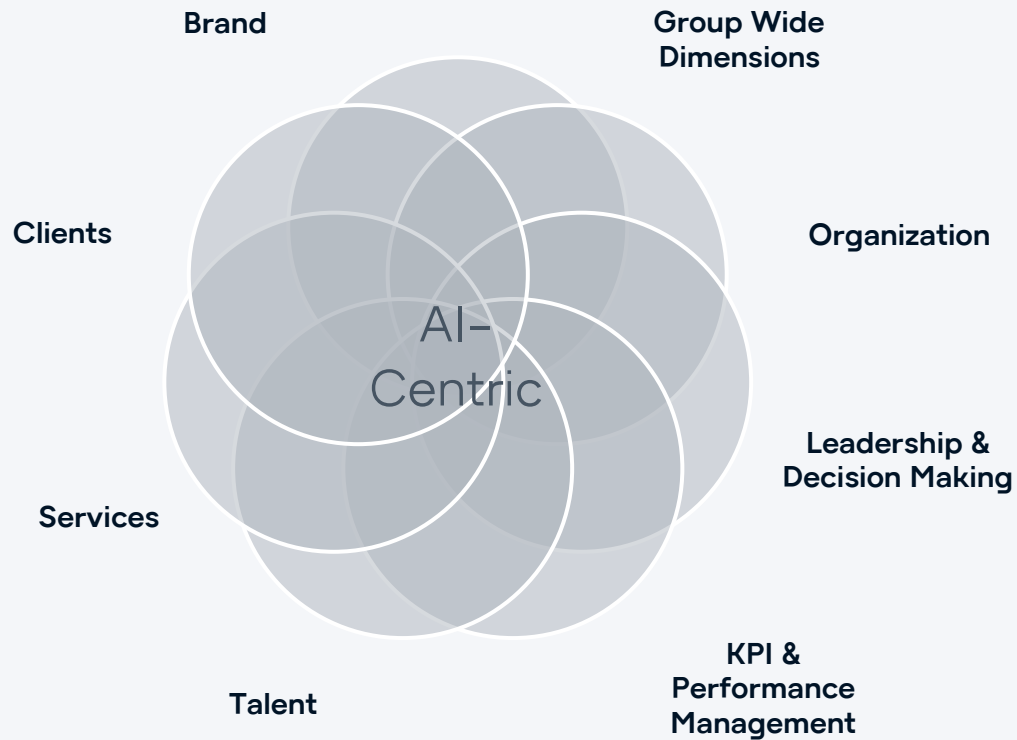 Brand
Group Wide
Dimensions
Clients
Organization
AI-
Centric
Leadership &
Decision Making
Services
KPI &
Performance
Management
Talent